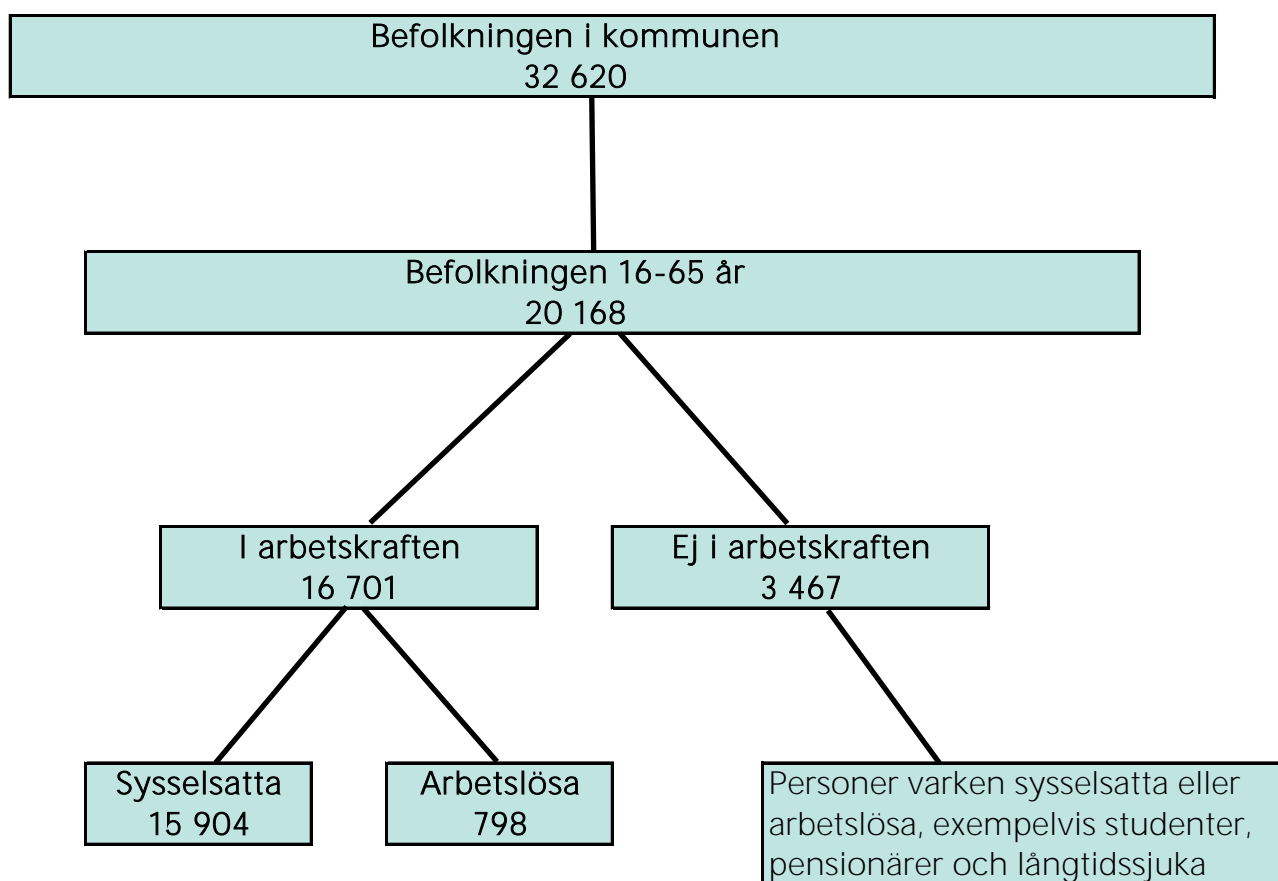 Befolkningen i kommunen
32 620
Befolkningen 16-65 år
20 168
I arbetskraften
16 701
Ej i arbetskraften
3 467
Sysselsatta
15 904
Arbetslösa
798
Personer varken sysselsatta eller
arbetslösa, exempelvis studenter,
pensionärer och långtidssjuka